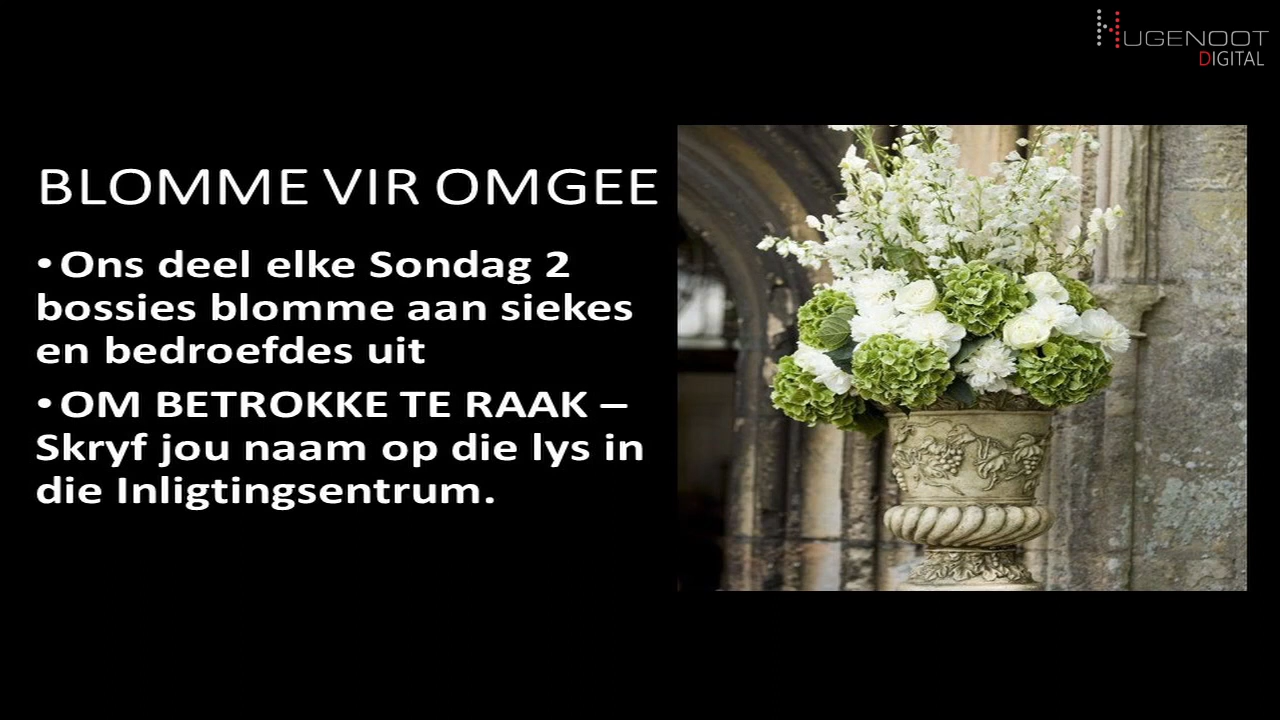 HUGENOOT
DIGITAL
BLOMME VIR OMGEE
•Ons deel elke Sondag 2
bossies blomme aan siekes
en bedroefdes uit
•OM BETROKKE TE RAAK –
Skryf jou naam op die lys in
die Inligtingsentrum.